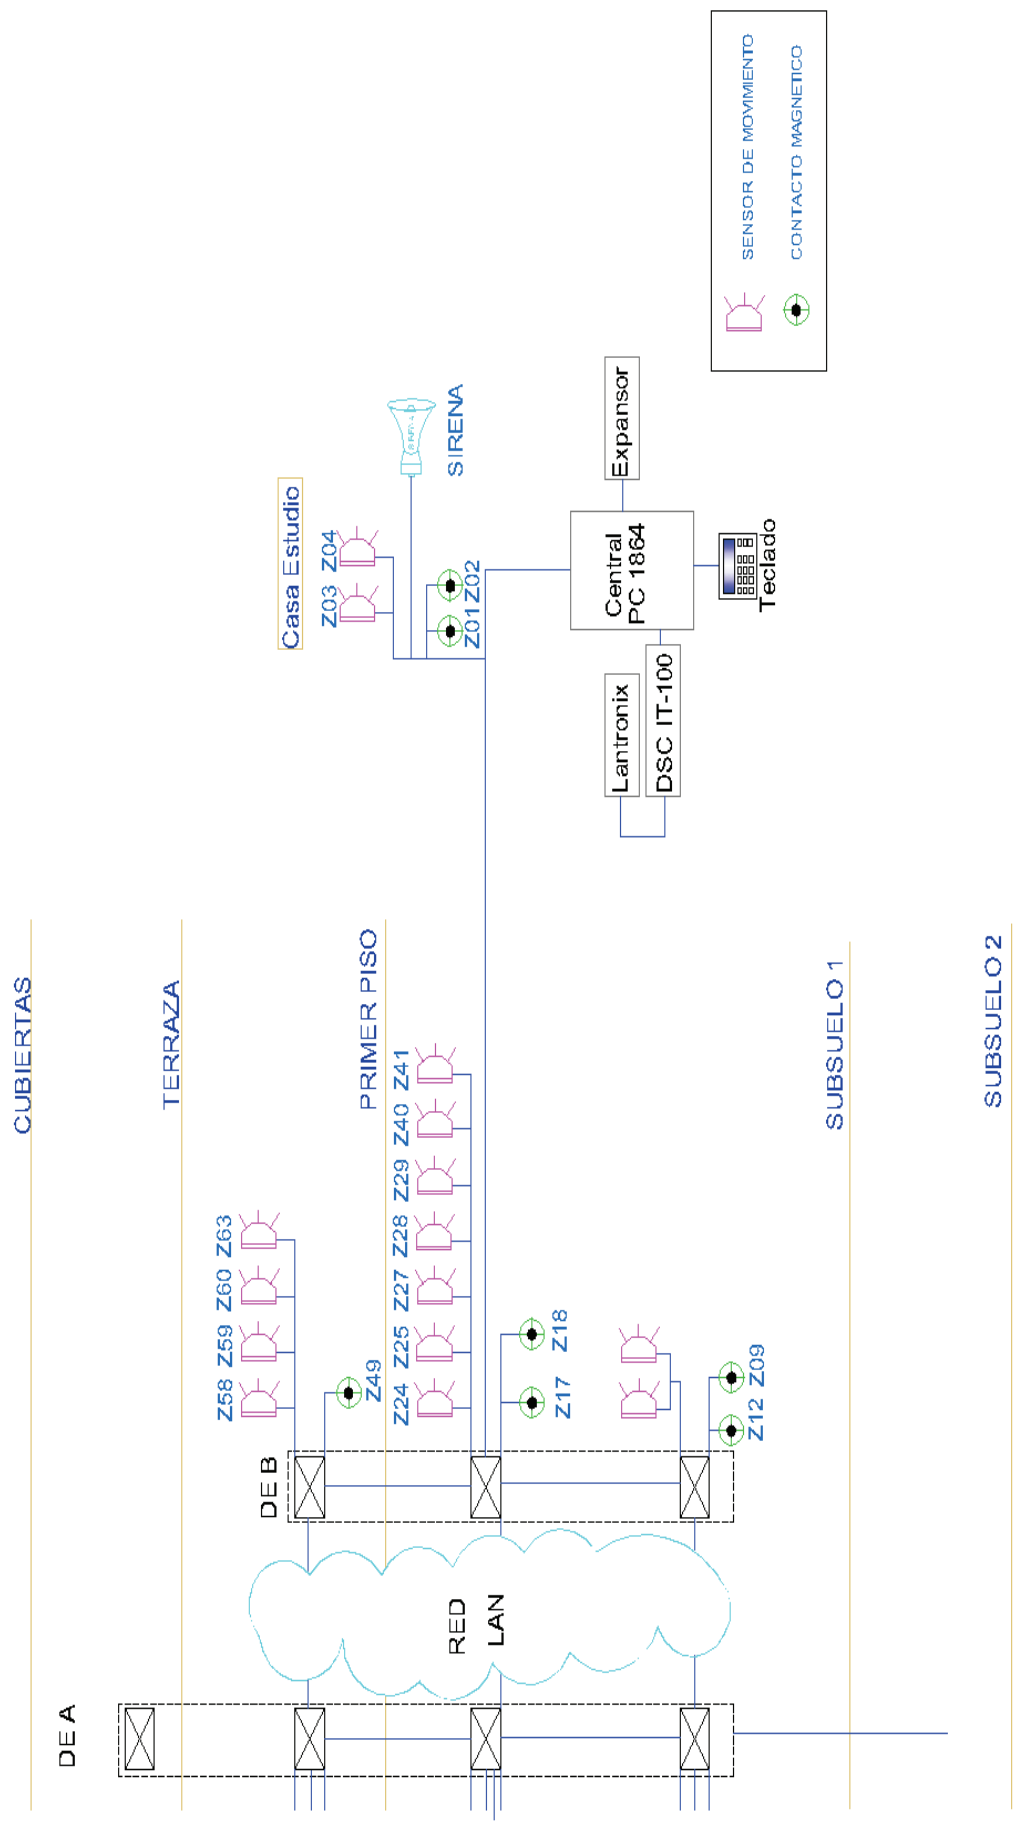 CUBIERTAS
DE A
TERRAZA
Z58 Z59 Z60 Z63
DE B
Casa Estudio
Z03 Z04
PRIMER PISO
Z49
Z24 Z25 Z27 Z28 Z29 Z40 Z41
SIRENA
Z01 Z02
RED
LAN
Z17 Z18
Lantronix
DSC IT-100
Central
PC 1864
Expansor
Teclado
Z12 Z09
SENSOR DE MOVIMIENTO
CONTACTO MAGNETICO
SUBSUELO 1
SUBSUELO 2